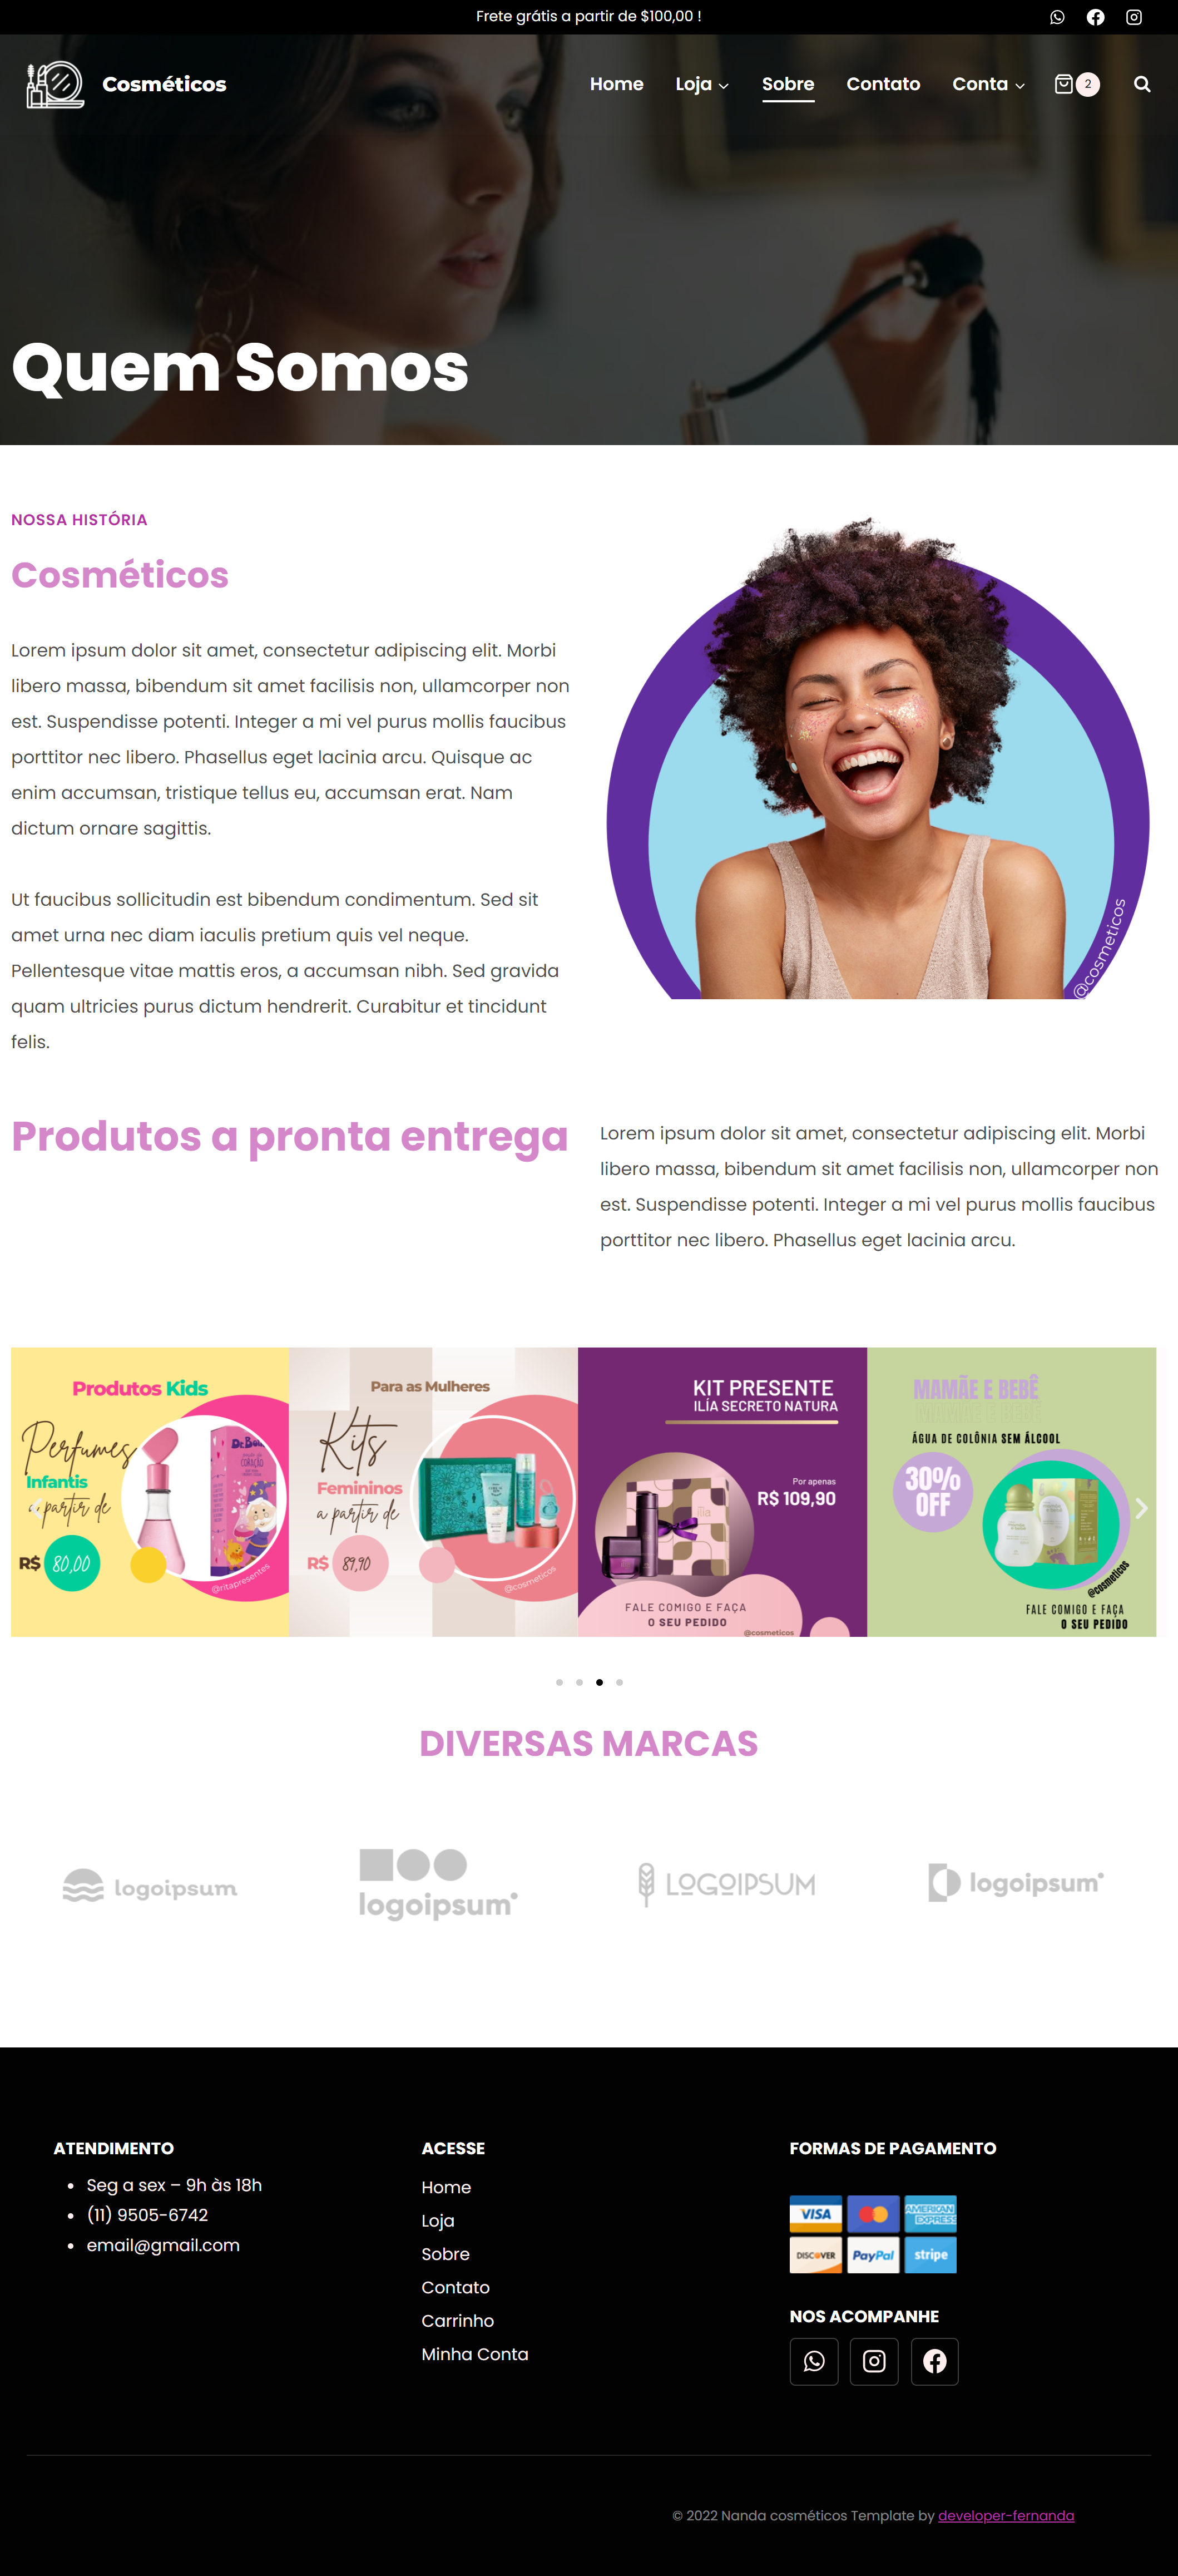 Frete grátis a partir de $100,00 !
Cosméticos
Home
Loja
Sobre
Contato
Conta
2
Quem Somos
NOSSA HISTÓRIA
Cosméticos
Lorem ipsum dolor sit amet, consectetur adipiscing elit. Morbi
libero massa, bibendum sit amet facilisis non, ullamcorper non
est. Suspendisse potenti. Integer a mi vel purus mollis faucibus
porttitor nec libero. Phasellus eget lacinia arcu. Quisque ac
enim accumsan, tristique tellus eu, accumsan erat. Nam
dictum ornare sagittis.
Ut faucibus sollicitudin est bibendum condimentum. Sed sit
amet urna nec diam iaculis pretium quis vel neque.
Pellentesque vitae mattis eros, a accumsan nibh. Sed gravida
quam ultricies purus dictum hendrerit. Curabitur et tincidunt
felis.
@cosmeticos
Produtos a pronta entrega
Lorem ipsum dolor sit amet, consectetur adipiscing elit. Morbi
libero massa, bibendum sit amet facilisis non, ullamcorper non
est. Suspendisse potenti. Integer a mi vel purus mollis faucibus
porttitor nec libero. Phasellus eget lacinia arcu.
Produtos Kids
Perfumes
Infantis
a partir de
R$ 80,00
@ritapresentes
Para as Mulheres
Kits
Femininos
a partir de
R$ 89,90
@cosmeticos
KIT PRESENTE
ILÍA SECRETO NATURA
Por apenas
R$ 109,90
FALE COMIGO E FAÇA
O SEU PEDIDO
@cosmeticos
MAMÃE E BEBÊ
ÁGUA DE COLÔNIA SEM ÁLCOOL
30%
OFF
@cosmeticos
FALE COMIGO E FAÇA
O SEU PEDIDO
DIVERSAS MARCAS
logoipsum
logoipsum
LOGOIPSUM
logoipsum
ATENDIMENTO
Seg a sex – 9h às 18h
(11) 9505-6742
email@gmail.com
ACESSE
Home
Loja
Sobre
Contato
Carrinho
Minha Conta
FORMAS DE PAGAMENTO
VISA
AMERICAN
EXPRESS
DISCOVER
PayPal
stripe
NOS ACOMPANHE
© 2022 Nanda cosméticos Template by developer-fernanda